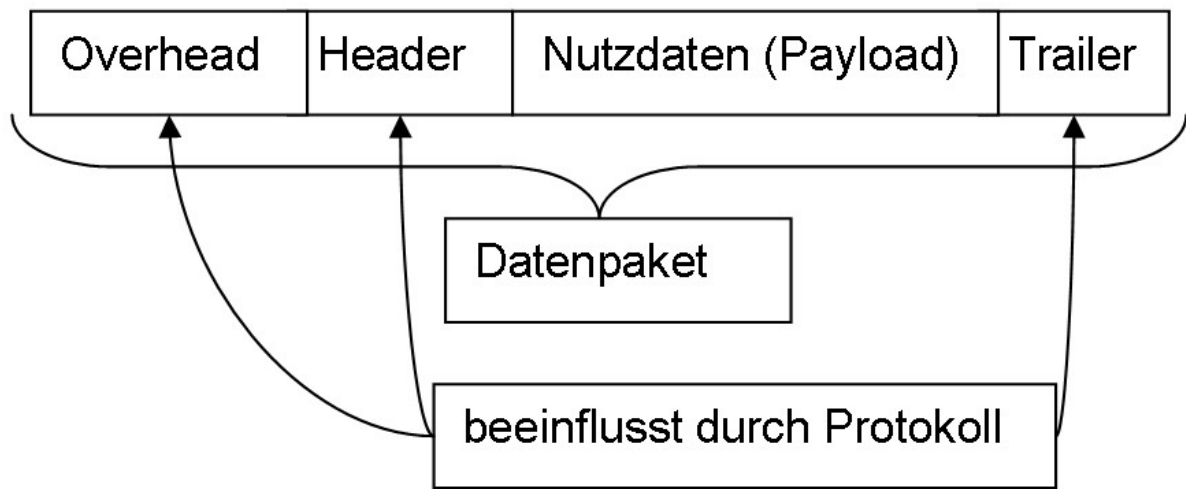 Overhead Header Nutzdaten (Payload) Trailer
Datenpaket
beeinflusst durch Protokoll